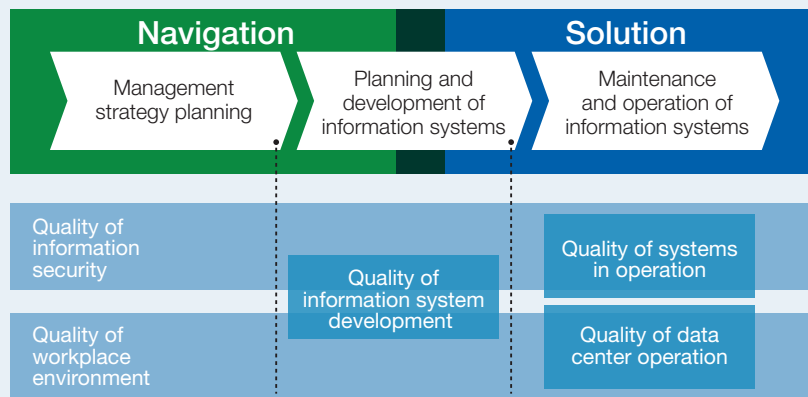 Navigation
Solution
Management
strategy planning
Planning and
development of
information systems
Maintenance
and operation of
information systems
Quality of
information
security
Quality of
information system
development
Quality of systems
in operation
Quality of
workplace
environment
Quality of data
center operation